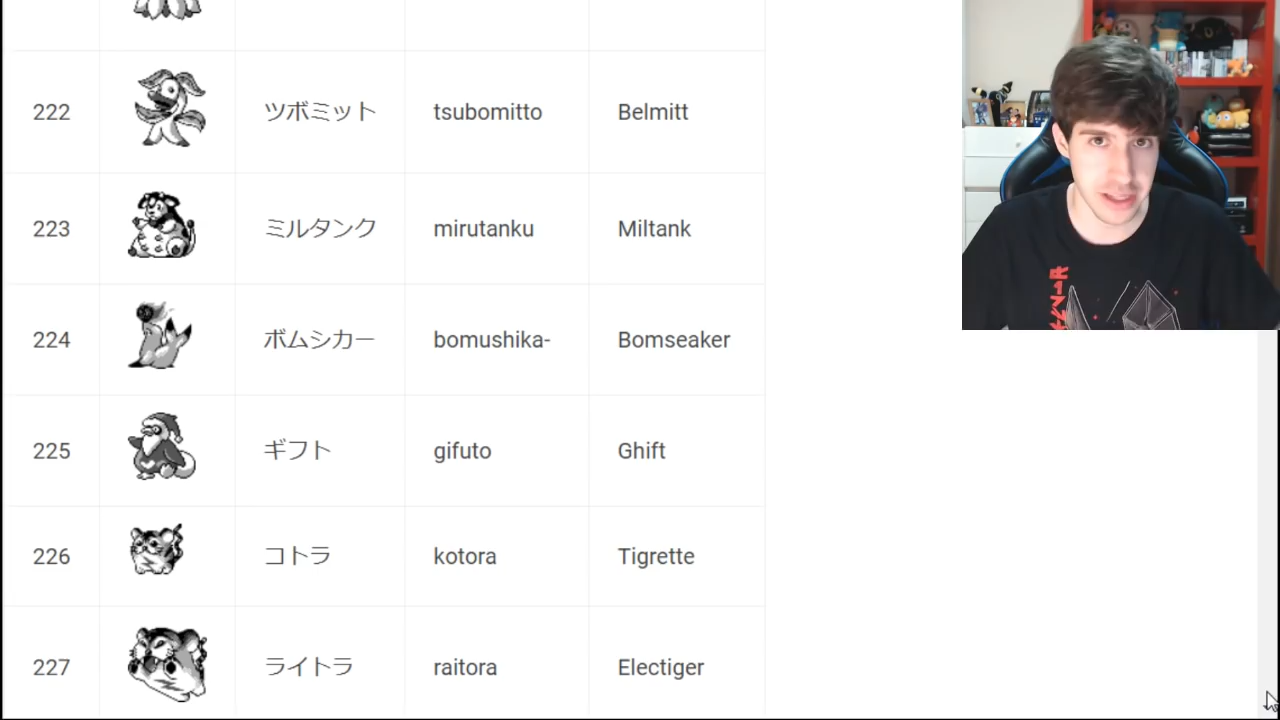 222 ツボミット tsubomitto Belmitt
223 ミルタンク mirutanku Miltank
224 ボムシカー bomushika- Bomseaker
225 ギフト gifuto Ghift
226 コトラ kotora Tigrette
227 ライトラ raitora Electiger